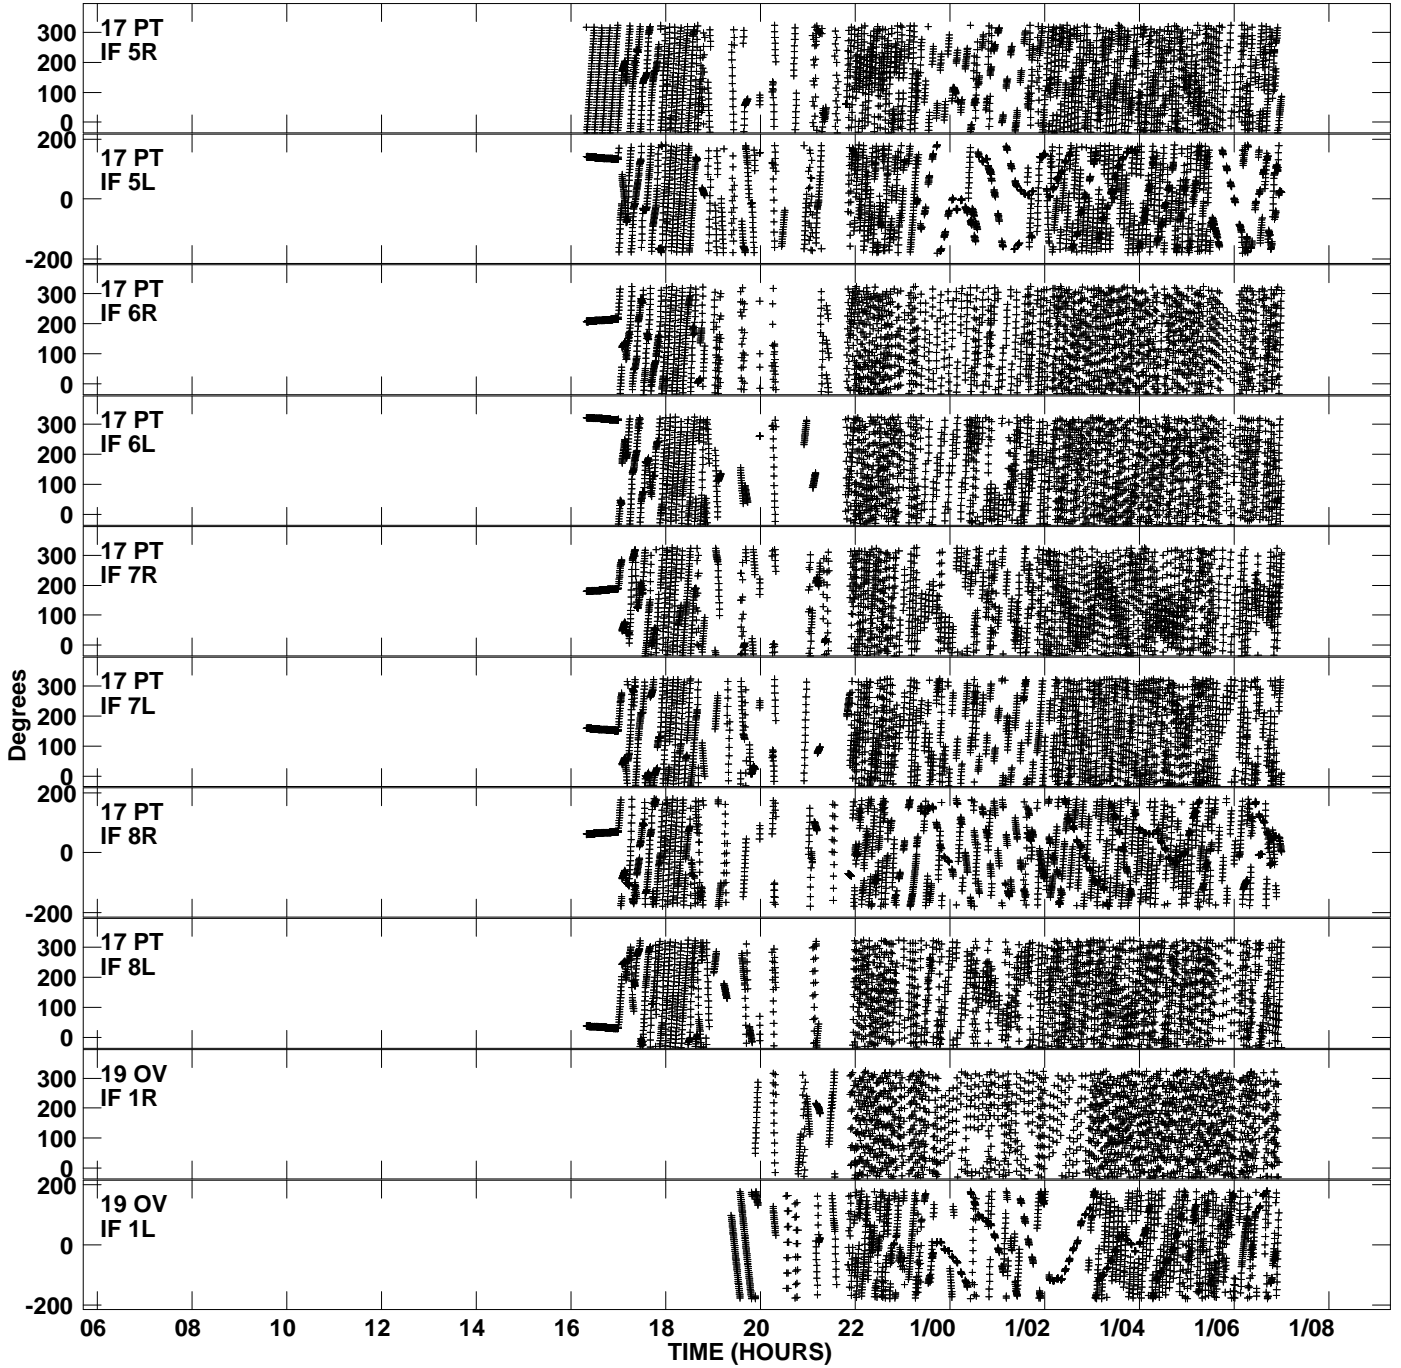 17 PT
IF 5R
300
200
100
0
17 PT
IF 5L
200
0
-200
17 PT
IF 6R
300
200
100
0
17 PT
IF 6L
300
200
100
0
17 PT
IF 7R
300
200
100
0
Degrees
17 PT
IF 7L
300
200
100
0
17 PT
IF 8R
200
0
-200
17 PT
IF 8L
300
200
100
0
19 OV
IF 1R
300
200
100
0
19 OV
IF 1L
200
0
-200
06 08 10 12 14 16 18 20 22 1/00 1/02 1/04 1/06 1/08
TIME (HOURS)